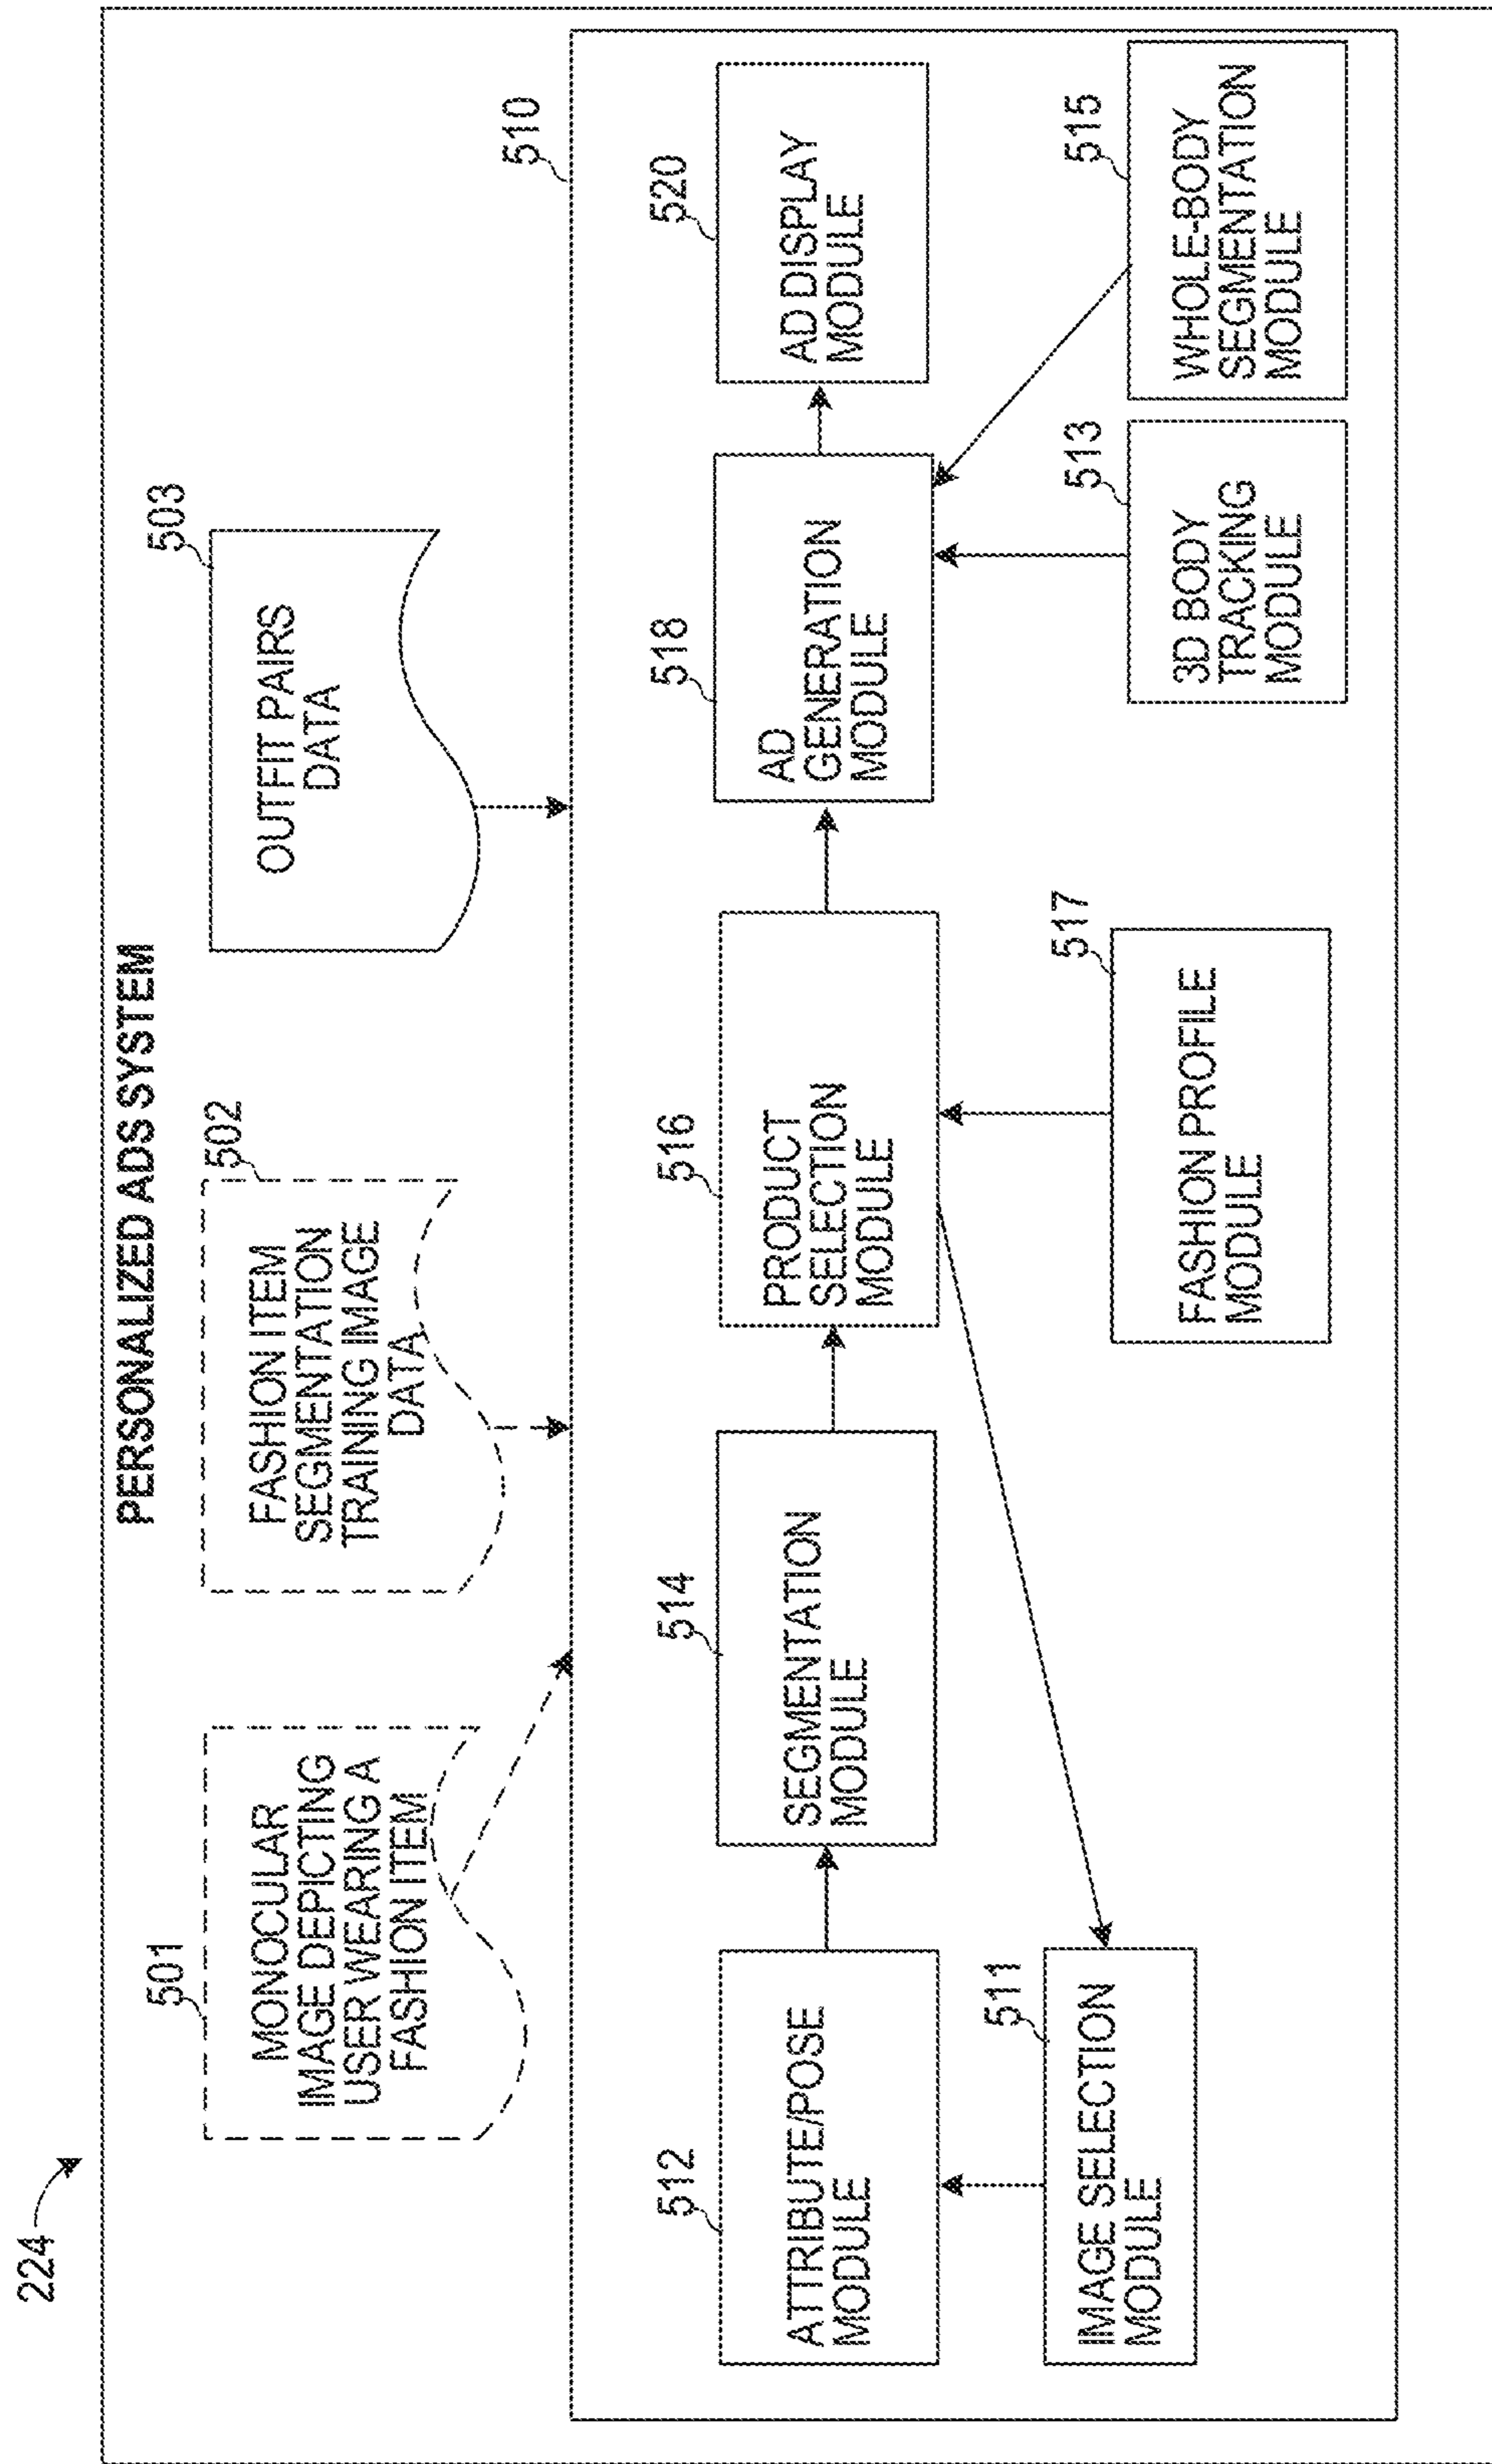 224
PERSONALIZED ADS SYSTEM
501
MONOCULAR
IMAGE DEPICTING
USER WEARING A
FASHION ITEM
502
FASHION ITEM
SEGMENTATION
TRAINING IMAGE
DATA
503
OUTFIT PAIRS
DATA
510
512
ATTRIBUTE/POSE
MODULE
514
SEGMENTATION
MODULE
516
PRODUCT
SELECTION
MODULE
518
AD
GENERATION
MODULE
520
AD DISPLAY
MODULE
511
IMAGE SELECTION
MODULE
517
FASHION PROFILE
MODULE
513
3D BODY
TRACKING
MODULE
515
WHOLE-BODY
SEGMENTATION
MODULE